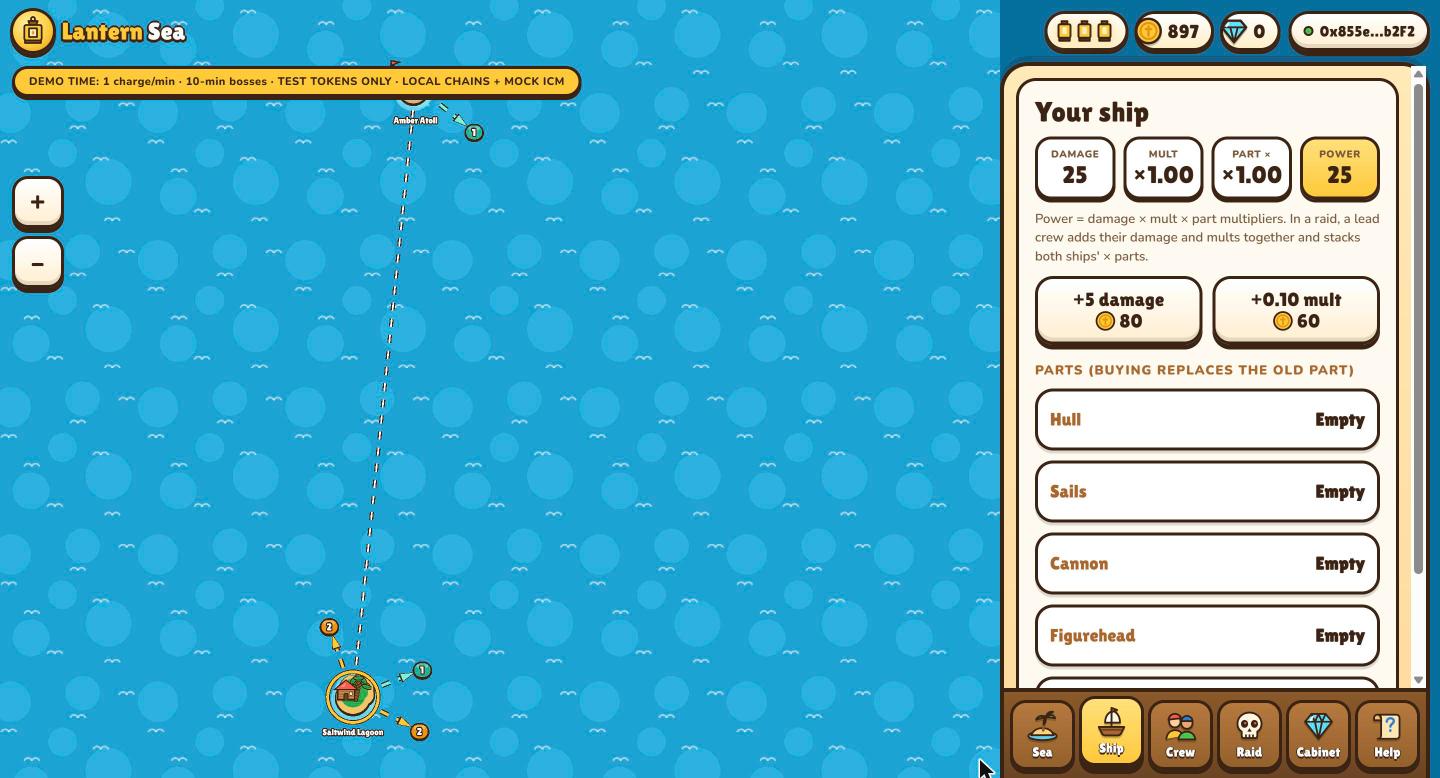 Lantern Sea
897
0
0x855e...b2F2
DEMO TIME: 1 charge/min · 10-min bosses · TEST TOKENS ONLY · LOCAL CHAINS + MOCK ICM
Amber Atoll
1
+
−
2
1
2
Saltwind Lagoon
Your ship
DAMAGE
25
MULT
×1.00
PART ×
×1.00
POWER
25
Power = damage × mult × part multipliers. In a raid, a lead
crew adds their damage and mults together and stacks
both ships' × parts.
+5 damage
80
+0.10 mult
60
PARTS (BUYING REPLACES THE OLD PART)
Hull
Empty
Sails
Empty
Cannon
Empty
Figurehead
Empty
Sea
Ship
Crew
Raid
Cabinet
?
Help